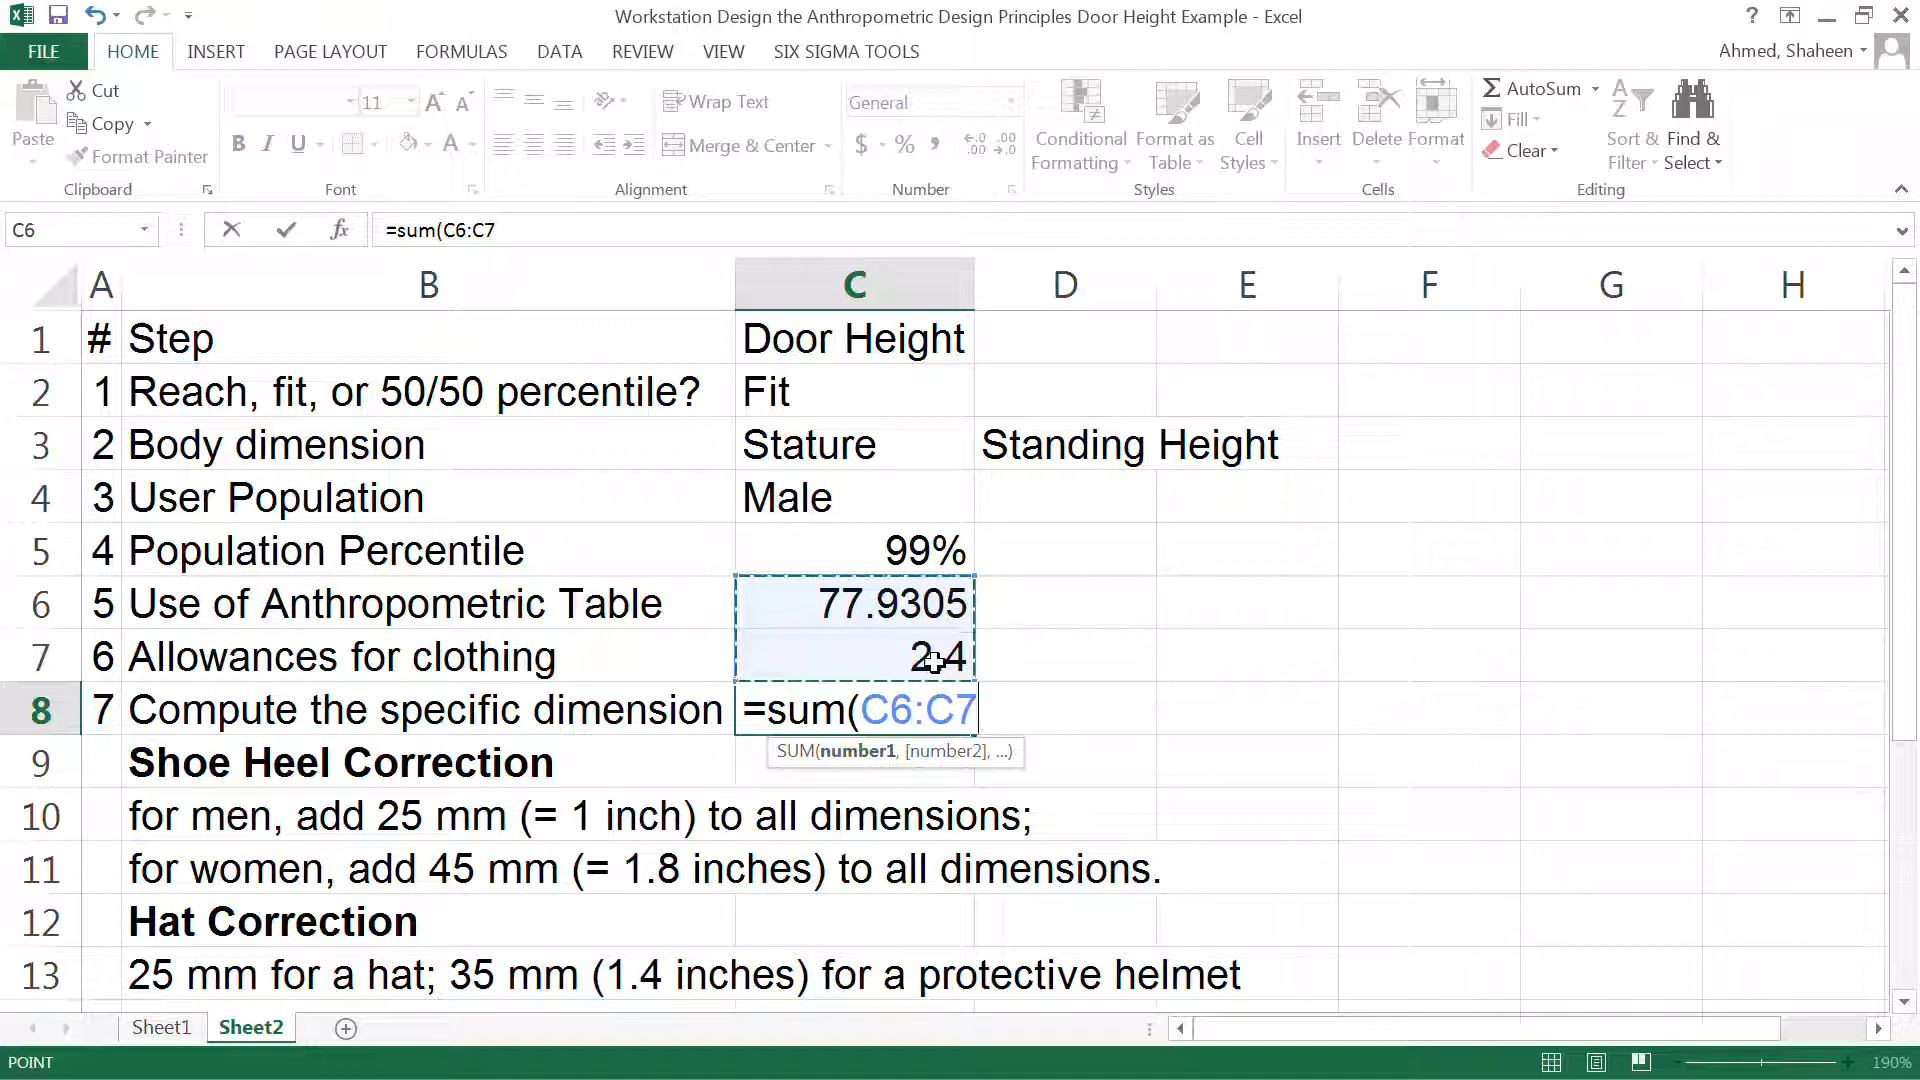 Workstation Design the Anthropometric Design Principles Door Height Example - Excel
FILE HOME INSERT PAGE LAYOUT FORMULAS DATA REVIEW VIEW SIX SIGMA TOOLS Ahmed, Shaheen
Paste
Cut
Copy
Format Painter
Clipboard
11
B I U
Font
Wrap Text
Merge & Center
Alignment
General
$ % ,
Number
Conditional Formatting
Format as Table
Cell Styles
Styles
Insert
Delete
Format
Cells
AutoSum
Fill
Clear
Sort & Filter
Find & Select
Editing
C6 fx =sum(C6:C7
A B C D E F G H
1 # Step Door Height
2 1 Reach, fit, or 50/50 percentile? Fit
3 2 Body dimension Stature Standing Height
4 3 User Population Male
5 4 Population Percentile 99%
6 5 Use of Anthropometric Table 77.9305
7 6 Allowances for clothing 2.4
8 7 Compute the specific dimension =sum(C6:C7
SUM(number1, [number2], ...)
9 Shoe Heel Correction
10 for men, add 25 mm (= 1 inch) to all dimensions;
11 for women, add 45 mm (= 1.8 inches) to all dimensions.
12 Hat Correction
13 25 mm for a hat; 35 mm (1.4 inches) for a protective helmet
Sheet1 Sheet2
POINT 190%